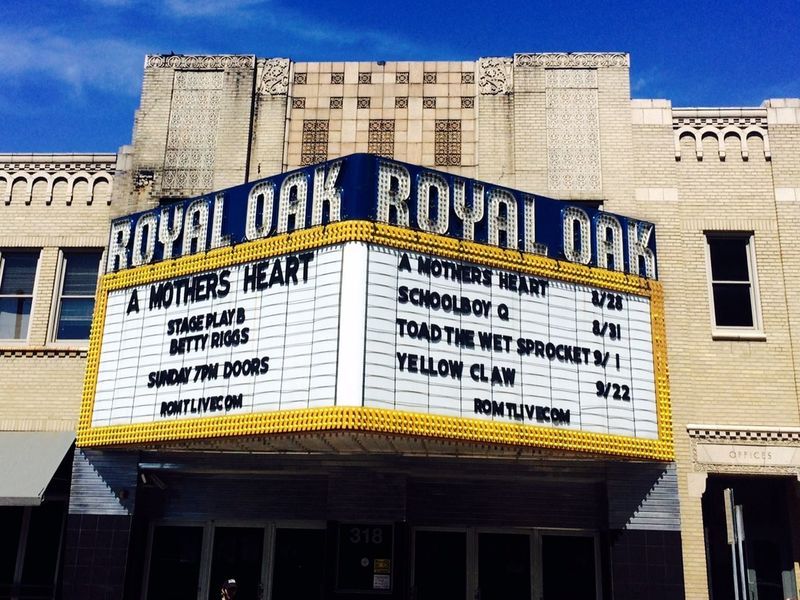 ROYAL OAK
ROYAL OAK
A MOTHERS HEART
STAGE PLAY B
BETTY RIGGS
SUNDAY 7PM DOORS
ROMTLIVECOM
A MOTHERS HEART 8/28
SCHOOLBOY Q 8/31
TOAD THE WET SPROCKET 9/1
YELLOW CLAW 9/22
ROMTLIVECOM
OFFICES
318